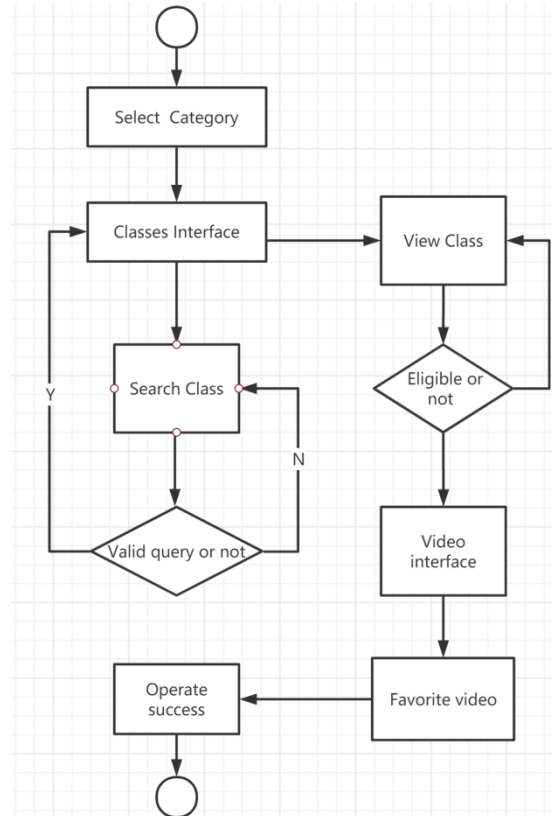 Select Category
Classes Interface
View Class
Search Class
Eligible or
not
Y
N
Valid query or not
Video
interface
Operate
success
Favorite video